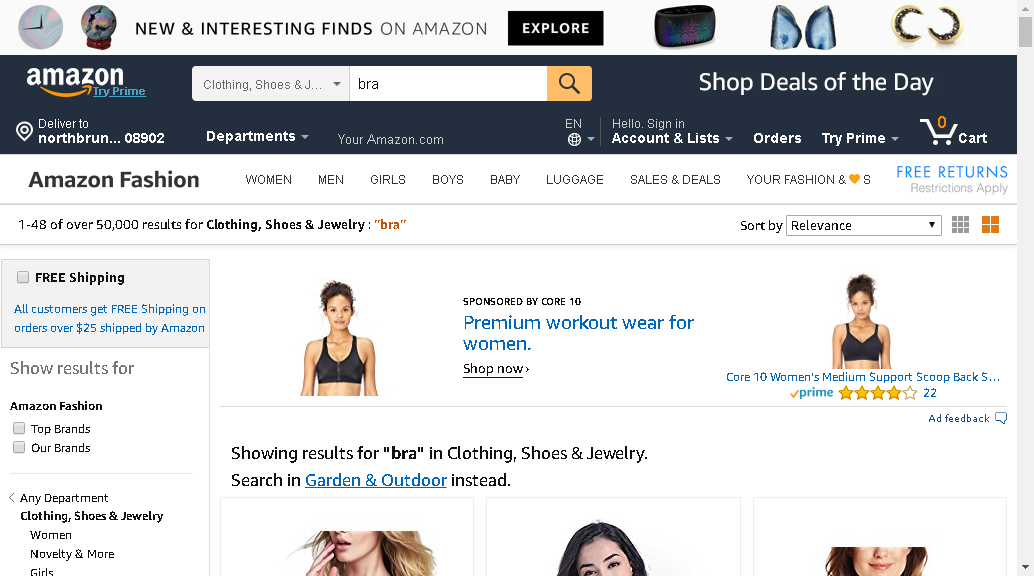 NEW & INTERESTING FINDS ON AMAZON EXPLORE
amazon
Try Prime
Clothing, Shoes & J...
bra
Shop Deals of the Day
Deliver to
northbrun... 08902
Departments
Your Amazon.com
EN
Hello. Sign in
Account & Lists
Orders
Try Prime
0
Cart
Amazon Fashion
WOMEN MEN GIRLS BOYS BABY LUGGAGE SALES & DEALS YOUR FASHION & 🧡 S
FREE RETURNS
Restrictions Apply
1-48 of over 50,000 results for Clothing, Shoes & Jewelry : "bra"
Sort by Relevance
FREE Shipping
All customers get FREE Shipping on
orders over $25 shipped by Amazon
Show results for
Amazon Fashion
Top Brands
Our Brands
Any Department
Clothing, Shoes & Jewelry
Women
Novelty & More
Girls
SPONSORED BY CORE 10
Premium workout wear for
women.
Shop now ›
Core 10 Women's Medium Support Scoop Back S...
prime 22
Ad feedback
Showing results for "bra" in Clothing, Shoes & Jewelry.
Search in Garden & Outdoor instead.